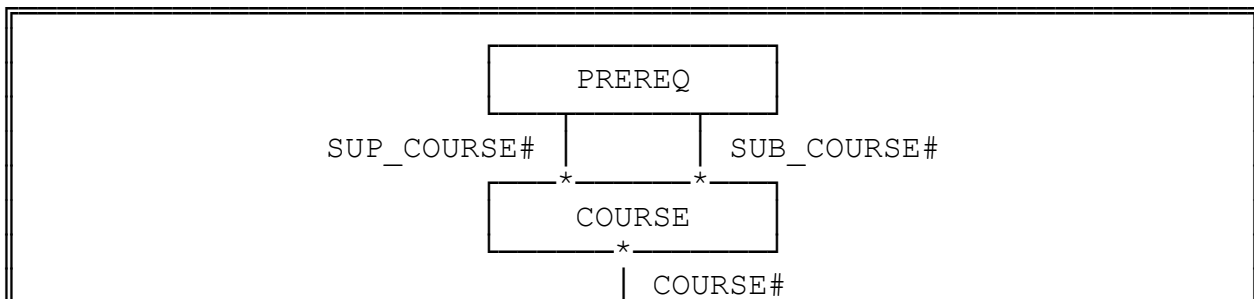 PREREQ
SUP_COURSE# SUB_COURSE#
* *
COURSE
*
COURSE#